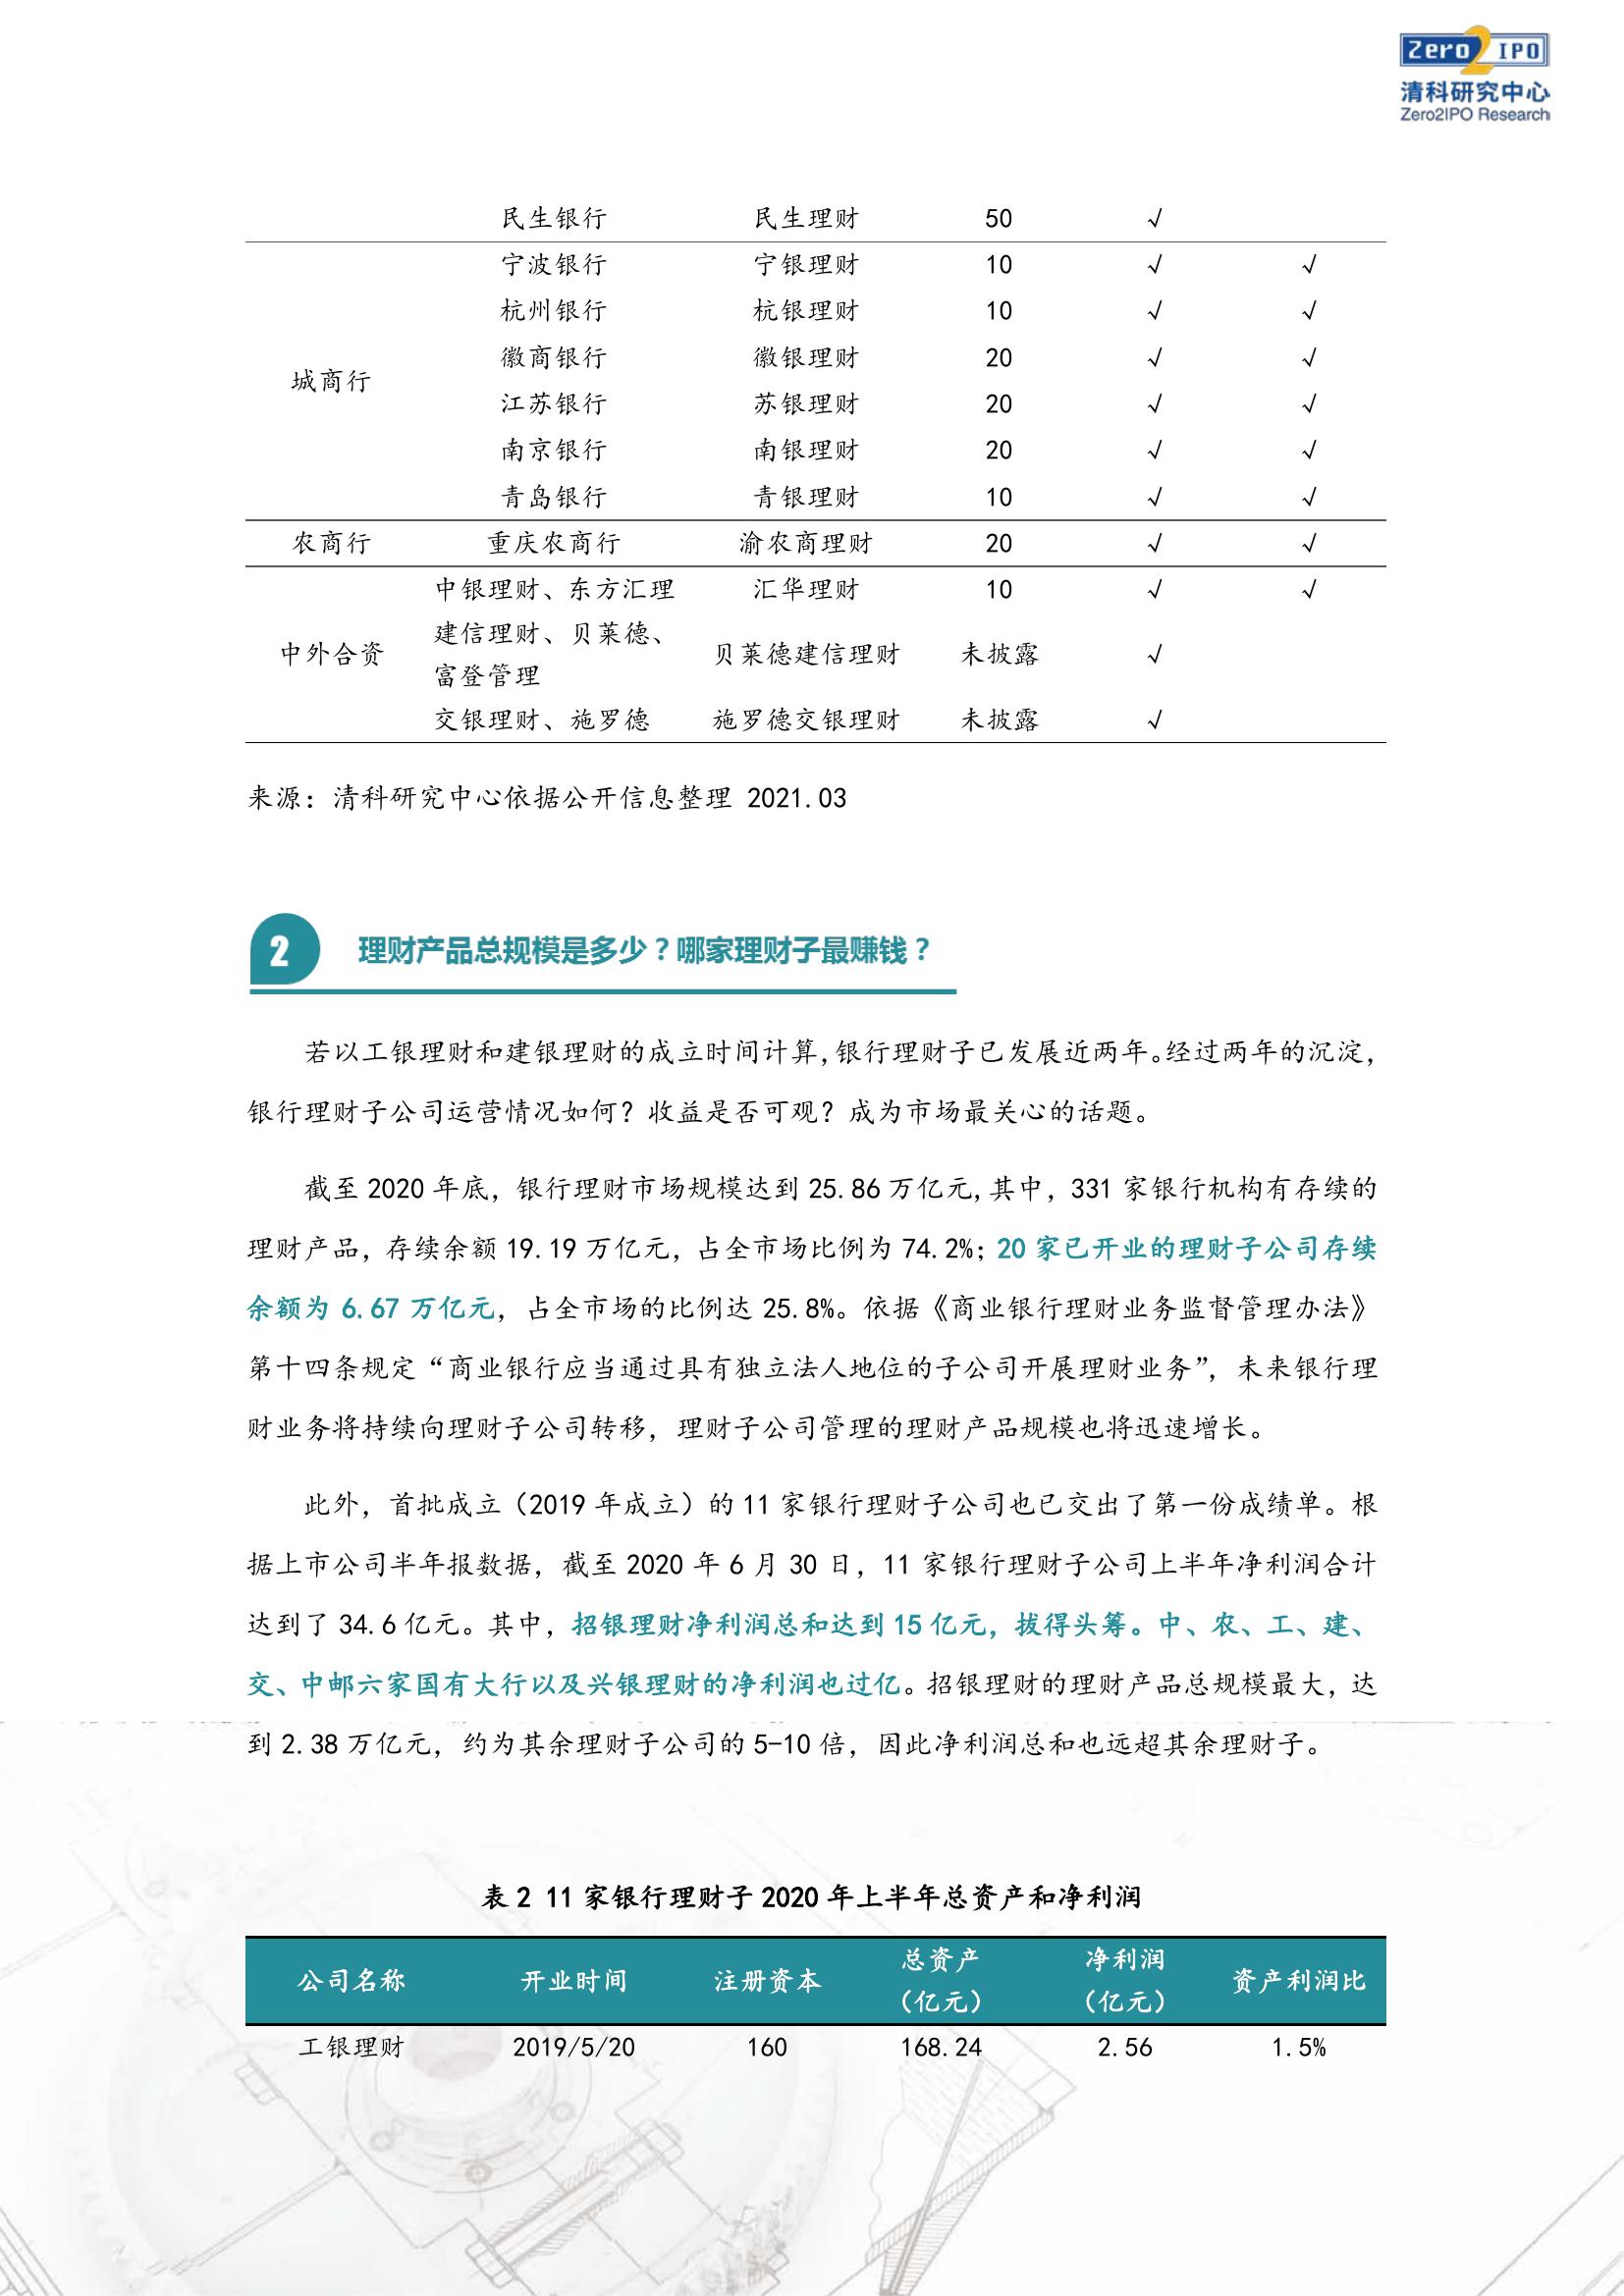 Zero2IPO
清科研究中心
Zero2IPO Research
民生银行 民生理财 50 √
宁波银行 宁银理财 10 √ √
杭州银行 杭银理财 10 √ √
徽商银行 徽银理财 20 √ √
城商行
江苏银行 苏银理财 20 √ √
南京银行 南银理财 20 √ √
青岛银行 青银理财 10 √ √
农商行 重庆农商行 渝农商理财 20 √ √
中银理财、东方汇理 汇华理财 10 √ √
建信理财、贝莱德、
中外合资 贝莱德建信理财 未披露 √
富登管理
交银理财、施罗德 施罗德交银理财 未披露 √
来源：清科研究中心依据公开信息整理 2021.03
2 理财产品总规模是多少？哪家理财子最赚钱？
若以工银理财和建银理财的成立时间计算,银行理财子已发展近两年。经过两年的沉淀，
银行理财子公司运营情况如何？收益是否可观？成为市场最关心的话题。
截至 2020 年底，银行理财市场规模达到 25.86 万亿元,其中，331 家银行机构有存续的
理财产品，存续余额 19.19 万亿元，占全市场比例为 74.2%；20 家已开业的理财子公司存续
余额为 6.67 万亿元，占全市场的比例达 25.8%。依据《商业银行理财业务监督管理办法》
第十四条规定“商业银行应当通过具有独立法人地位的子公司开展理财业务”，未来银行理
财业务将持续向理财子公司转移，理财子公司管理的理财产品规模也将迅速增长。
此外，首批成立（2019 年成立）的 11 家银行理财子公司也已交出了第一份成绩单。根
据上市公司半年报数据，截至 2020 年 6 月 30 日，11 家银行理财子公司上半年净利润合计
达到了 34.6 亿元。其中，招银理财净利润总和达到 15 亿元，拔得头筹。中、农、工、建、
交、中邮六家国有大行以及兴银理财的净利润也过亿。招银理财的理财产品总规模最大，达
到 2.38 万亿元，约为其余理财子公司的 5-10 倍，因此净利润总和也远超其余理财子。
表 2 11 家银行理财子 2020 年上半年总资产和净利润
公司名称 开业时间 注册资本 总资产（亿元） 净利润（亿元） 资产利润比
工银理财 2019/5/20 160 168.24 2.56 1.5%